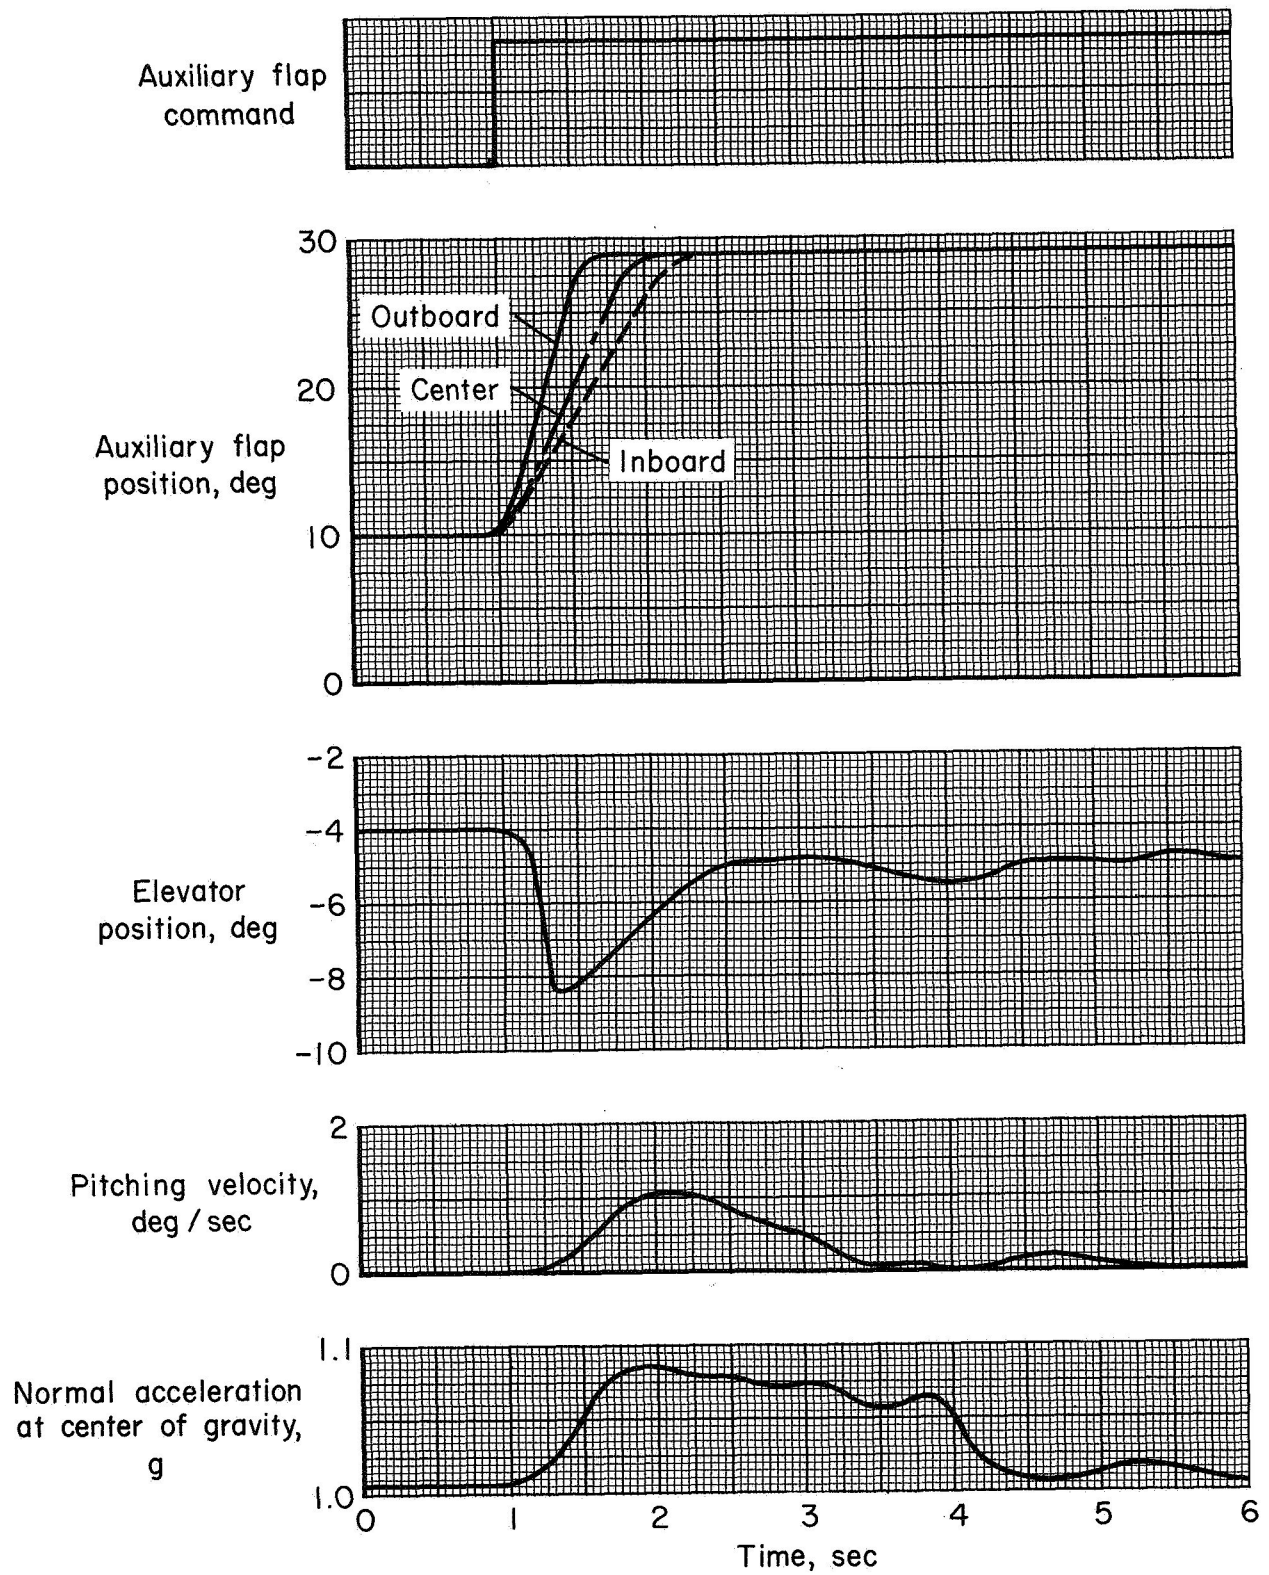 Auxiliary flap
command
30
Outboard
20
Center
Auxiliary flap
position, deg
Inboard
10
0
-2
-4
Elevator
position, deg
-6
-8
-10
2
Pitching velocity,
deg / sec
0
1.1
Normal acceleration
at center of gravity,
g
1.0
0 1 2 3 4 5 6
Time, sec